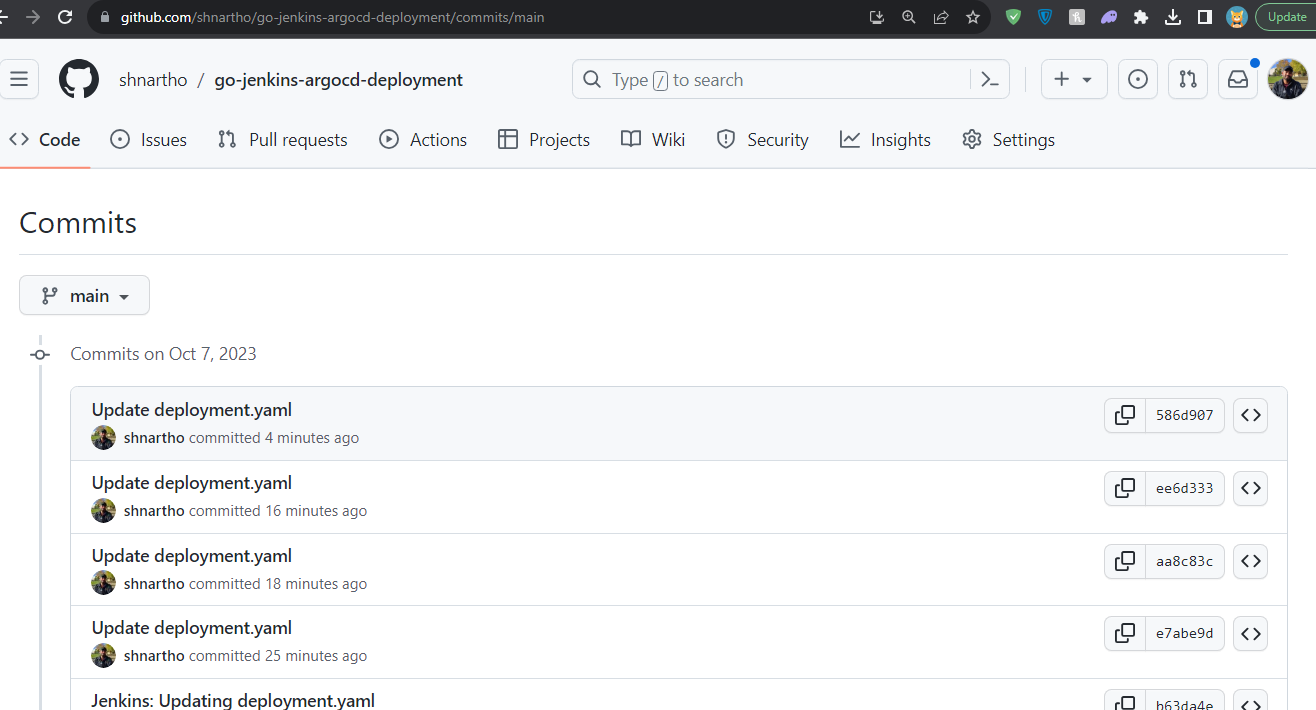 github.com/shnartho/go-jenkins-argocd-deployment/commits/main
Update
shnartho / go-jenkins-argocd-deployment
Type / to search
Code Issues Pull requests Actions Projects Wiki Security Insights Settings
Commits
main
Commits on Oct 7, 2023
Update deployment.yaml
586d907
shnartho committed 4 minutes ago
Update deployment.yaml
ee6d333
shnartho committed 16 minutes ago
Update deployment.yaml
aa8c83c
shnartho committed 18 minutes ago
Update deployment.yaml
e7abe9d
shnartho committed 25 minutes ago
Jenkins: Updating deployment.yaml
b63da4e